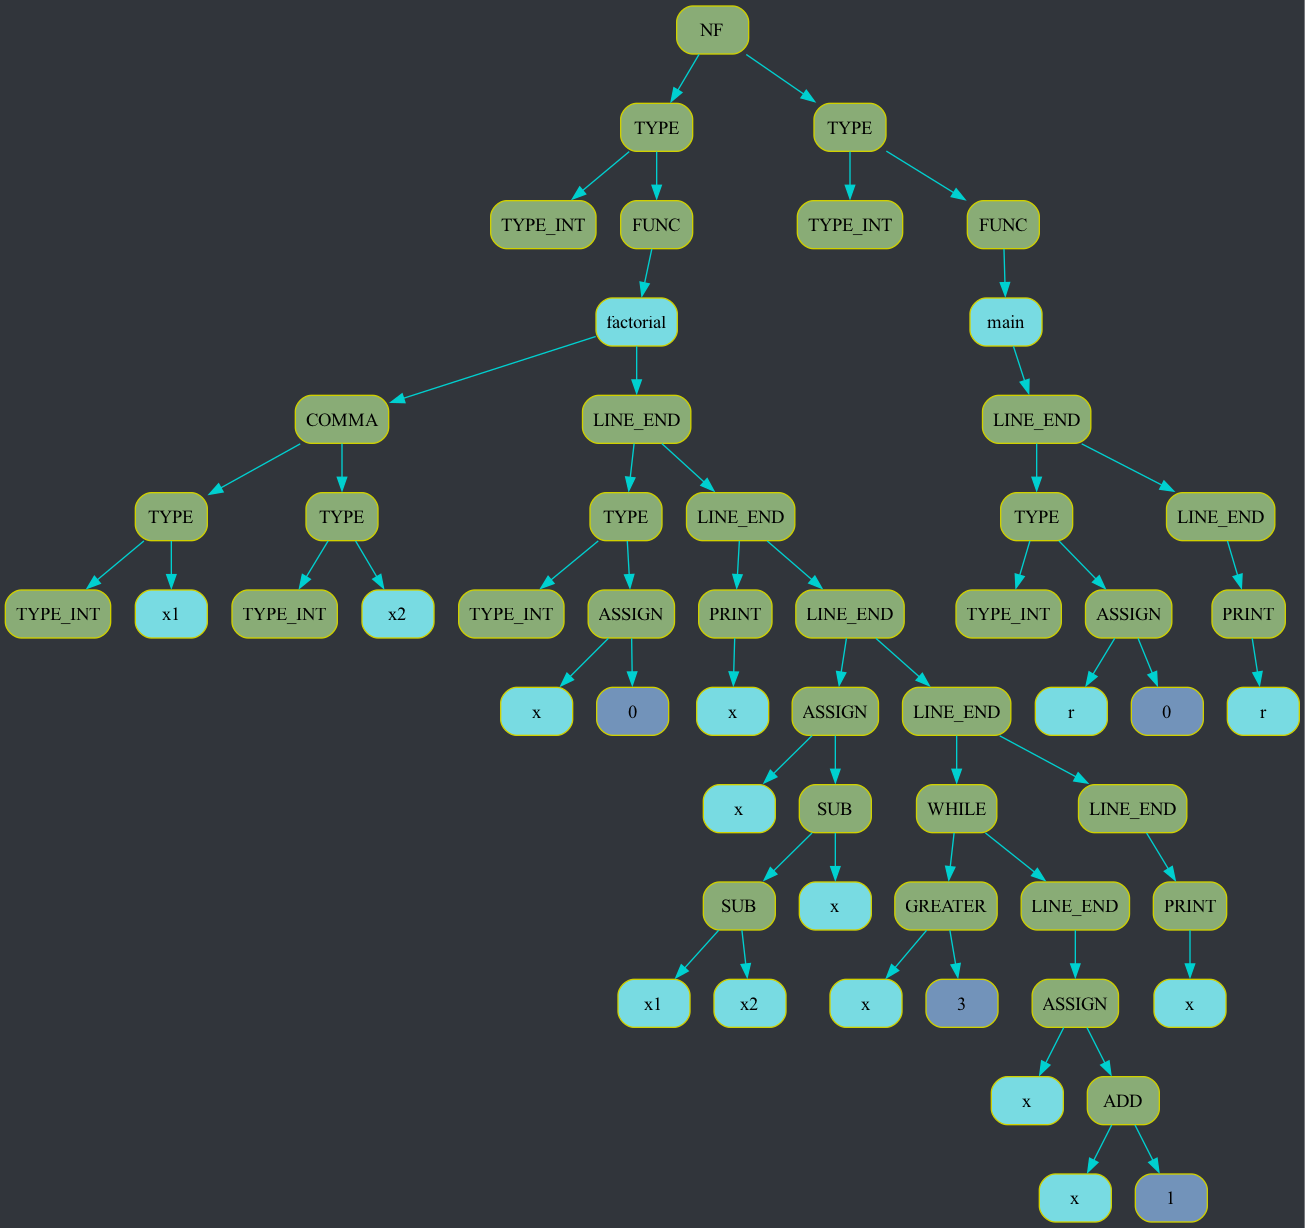 NF
TYPE TYPE
TYPE_INT FUNC TYPE_INT FUNC
factorial main
COMMA LINE_END LINE_END
TYPE TYPE TYPE LINE_END TYPE LINE_END
TYPE_INT x1 TYPE_INT x2 TYPE_INT ASSIGN PRINT LINE_END TYPE_INT ASSIGN PRINT
x 0 x ASSIGN LINE_END r 0 r
x SUB WHILE LINE_END
SUB x GREATER LINE_END PRINT
x1 x2 x 3 ASSIGN x
x ADD
x 1